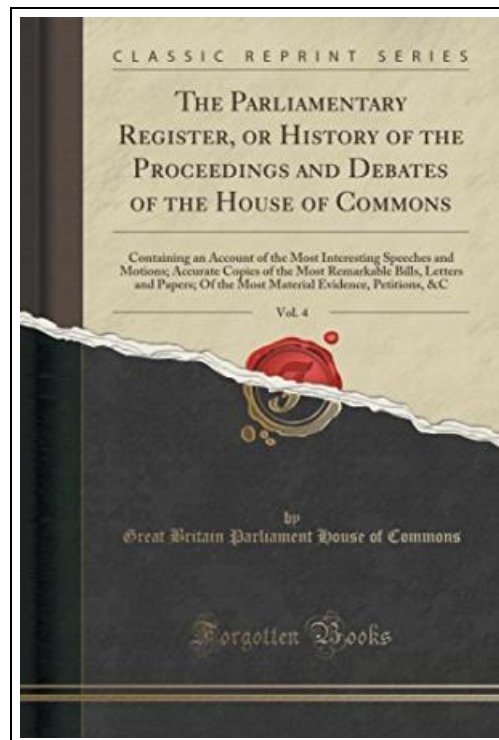 CLASSIC REPRINT SERIES
THE PARLIAMENTARY
REGISTER, OR HISTORY OF THE
PROCEEDINGS AND DEBATES
OF THE HOUSE OF COMMONS
Containing an Account of the Most Interesting Speeches and
Motions; Accurate Copies of the Most Remarkable Bills, Letters
and Papers; Of the Most Material Evidence, Petitions, &C
Vol. 4
by
Great Britain Parliament House of Commons
Forgotten Books